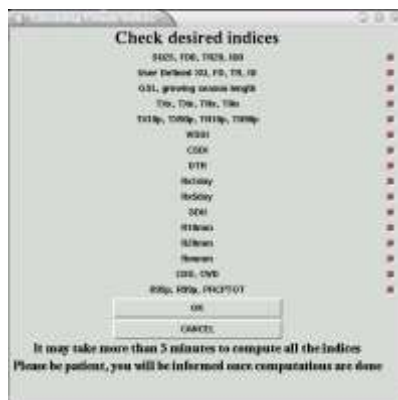 Check desired indices
SU25, FD0, TR20, ID0
User Defined SU, FD, TR, ID
GSL, growing season length
TXx, TXn, TNx, TNn
TX10p, TX90p, TN10p, TN90p
WSDI
CSDI
DTR
Rx1day
Rx5day
SDII
R10mm
R20mm
Rnnmm
CDD, CWD
R95p, R99p, PRCPTOT
OK
CANCEL
It may take more than 5 minutes to compute all the indices
Please be patient, you will be informed once computations are done